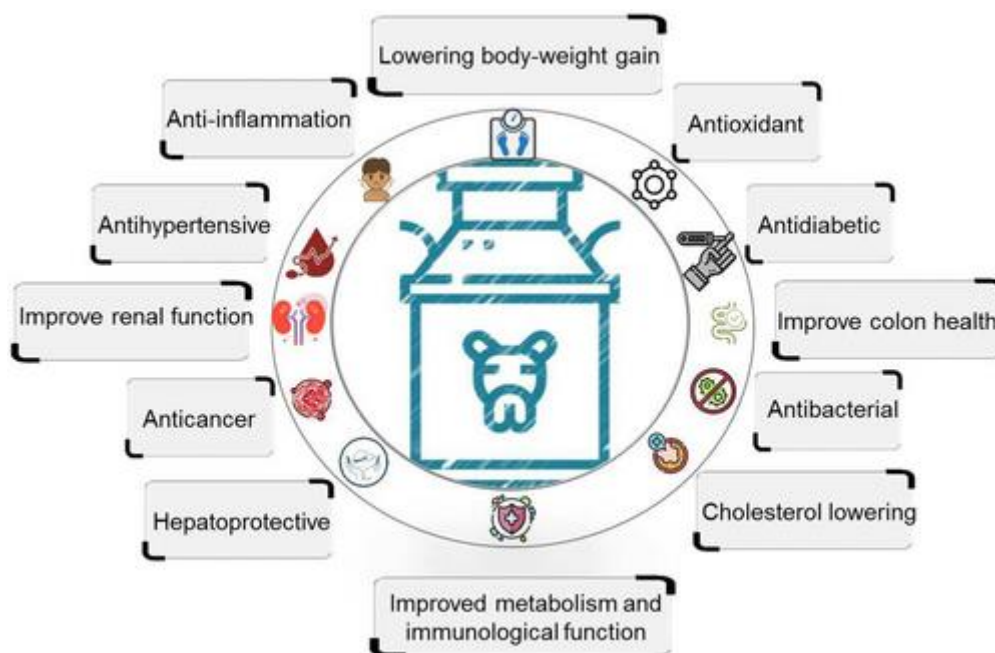 Lowering body-weight gain
Anti-inflammation
Antioxidant
Antihypertensive
Antidiabetic
Improve renal function
Improve colon health
Anticancer
Antibacterial
Hepatoprotective
Cholesterol lowering
Improved metabolism and
immunological function